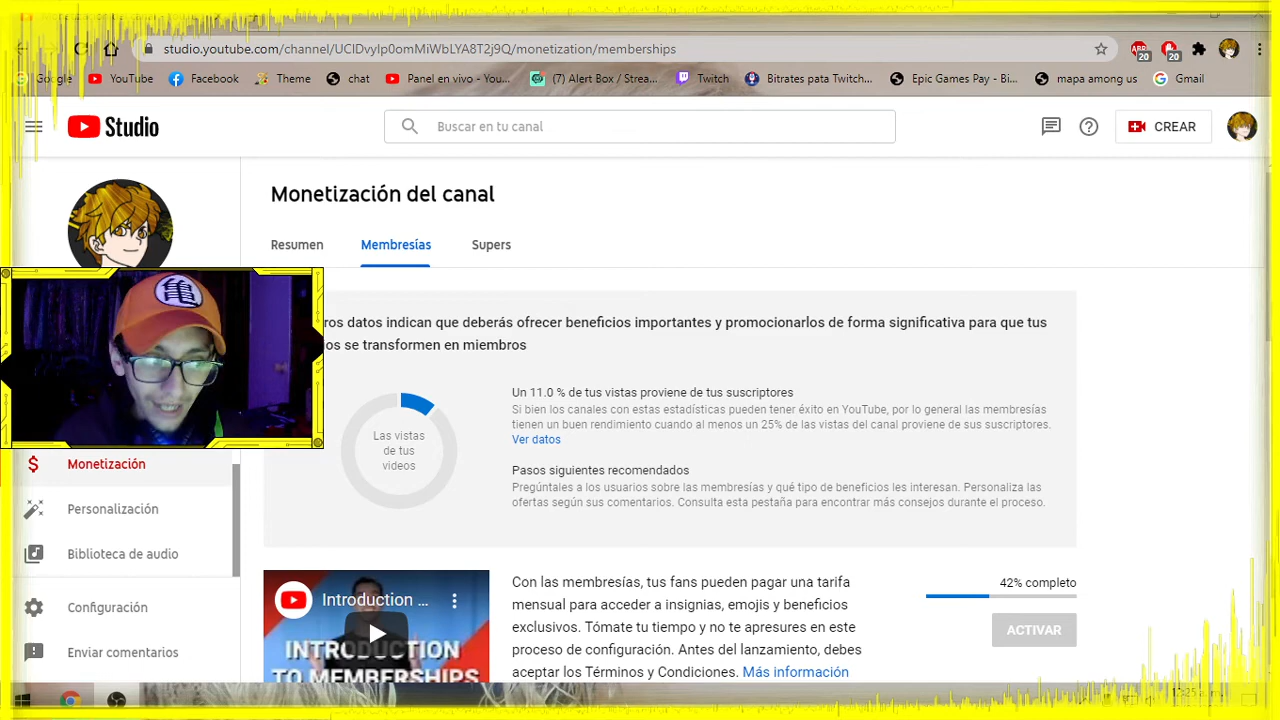 studio.youtube.com/channel/UCIDvyIp0omMiWbLYA8T2j9Q/monetization/memberships
ABP 20 20
Google YouTube Facebook Theme chat Panel en vivo - You... (7) Alert Box / Strea... Twitch Bitrates pata Twitch... Epic Games Pay - Bi... mapa among us Gmail
Studio
Buscar en tu canal
CREAR
Monetización del canal
Resumen Membresías Supers
ros datos indican que deberás ofrecer beneficios importantes y promocionarlos de forma significativa para que tus
ios se transformen en miembros
Las vistas
de tus
videos
Un 11.0 % de tus vistas proviene de tus suscriptores
Si bien los canales con estas estadísticas pueden tener éxito en YouTube, por lo general las membresías
tienen un buen rendimiento cuando al menos un 25% de las vistas del canal proviene de sus suscriptores.
Ver datos
Pasos siguientes recomendados
Pregúntales a los usuarios sobre las membresías y qué tipo de beneficios les interesan. Personaliza las
ofertas según sus comentarios. Consulta esta pestaña para encontrar más consejos durante el proceso.
亀
Monetización
Personalización
Biblioteca de audio
Configuración
Enviar comentarios
Introduction ...
INTRODUCTION
TO MEMBERSHIPS
Con las membresías, tus fans pueden pagar una tarifa
mensual para acceder a insignias, emojis y beneficios
exclusivos. Tómate tu tiempo y no te apresures en este
proceso de configuración. Antes del lanzamiento, debes
aceptar los Términos y Condiciones. Más información
42% completo
ACTIVAR